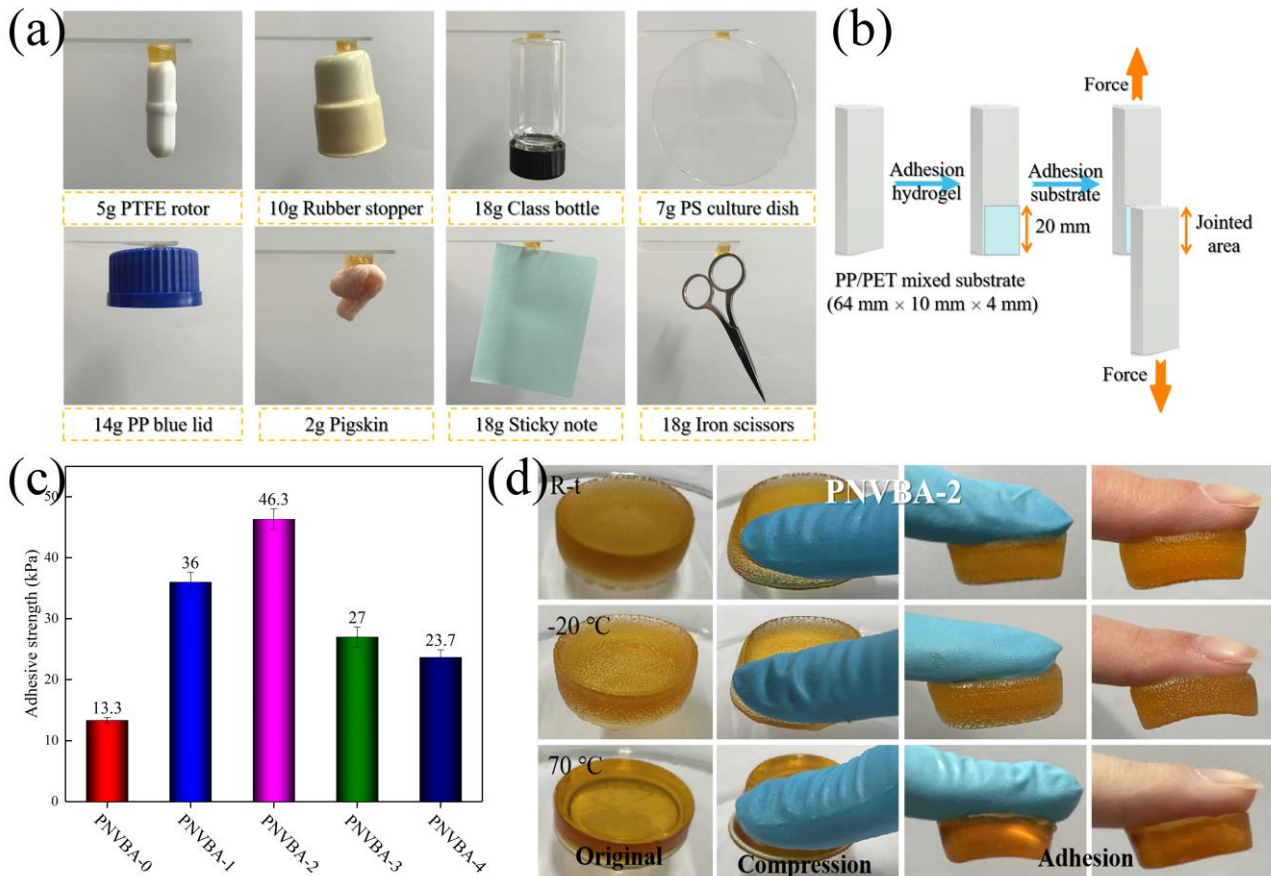 (a)
5g PTFE rotor
10g Rubber stopper
18g Class bottle
7g PS culture dish
14g PP blue lid
2g Pigskin
18g Sticky note
18g Iron scissors
(b)
Force
Adhesion
hydrogel
Adhesion
substrate
20 mm
Jointed
area
PP/PET mixed substrate
(64 mm × 10 mm × 4 mm)
Force
(c)
Adhesive strength (kPa)
50
40
30
20
10
0
13.3
36
46.3
27
23.7
PNVBA-0
PNVBA-1
PNVBA-2
PNVBA-3
PNVBA-4
(d)
R-t
PNVBA-2
-20 °C
70 °C
Original
Compression
Adhesion